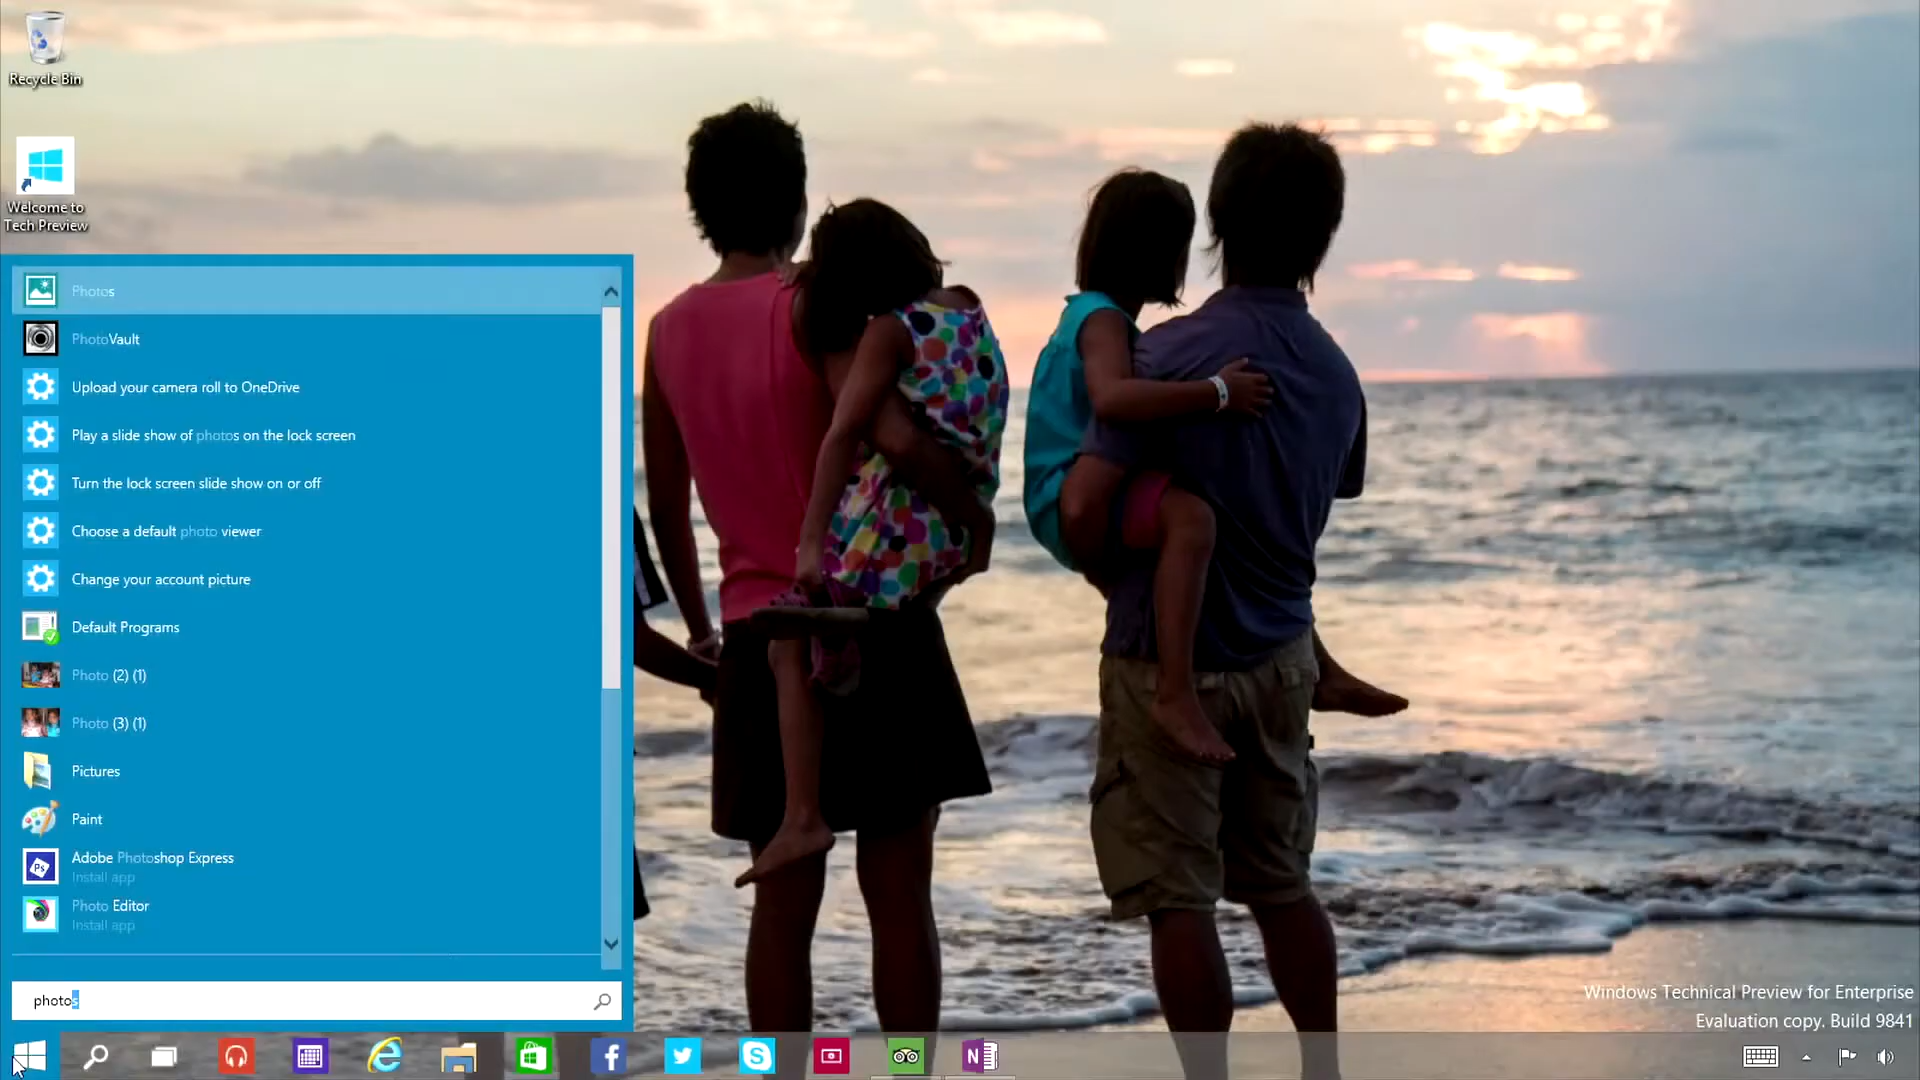 Recycle Bin
Welcome to
Tech Preview
Photos
PhotoVault
Upload your camera roll to OneDrive
Play a slide show of photos on the lock screen
Turn the lock screen slide show on or off
Choose a default photo viewer
Change your account picture
Default Programs
Photo (2) (1)
Photo (3) (1)
Pictures
Paint
Adobe Photoshop Express
Install app
Photo Editor
Install app
photos
Windows Technical Preview for Enterprise
Evaluation copy. Build 9841